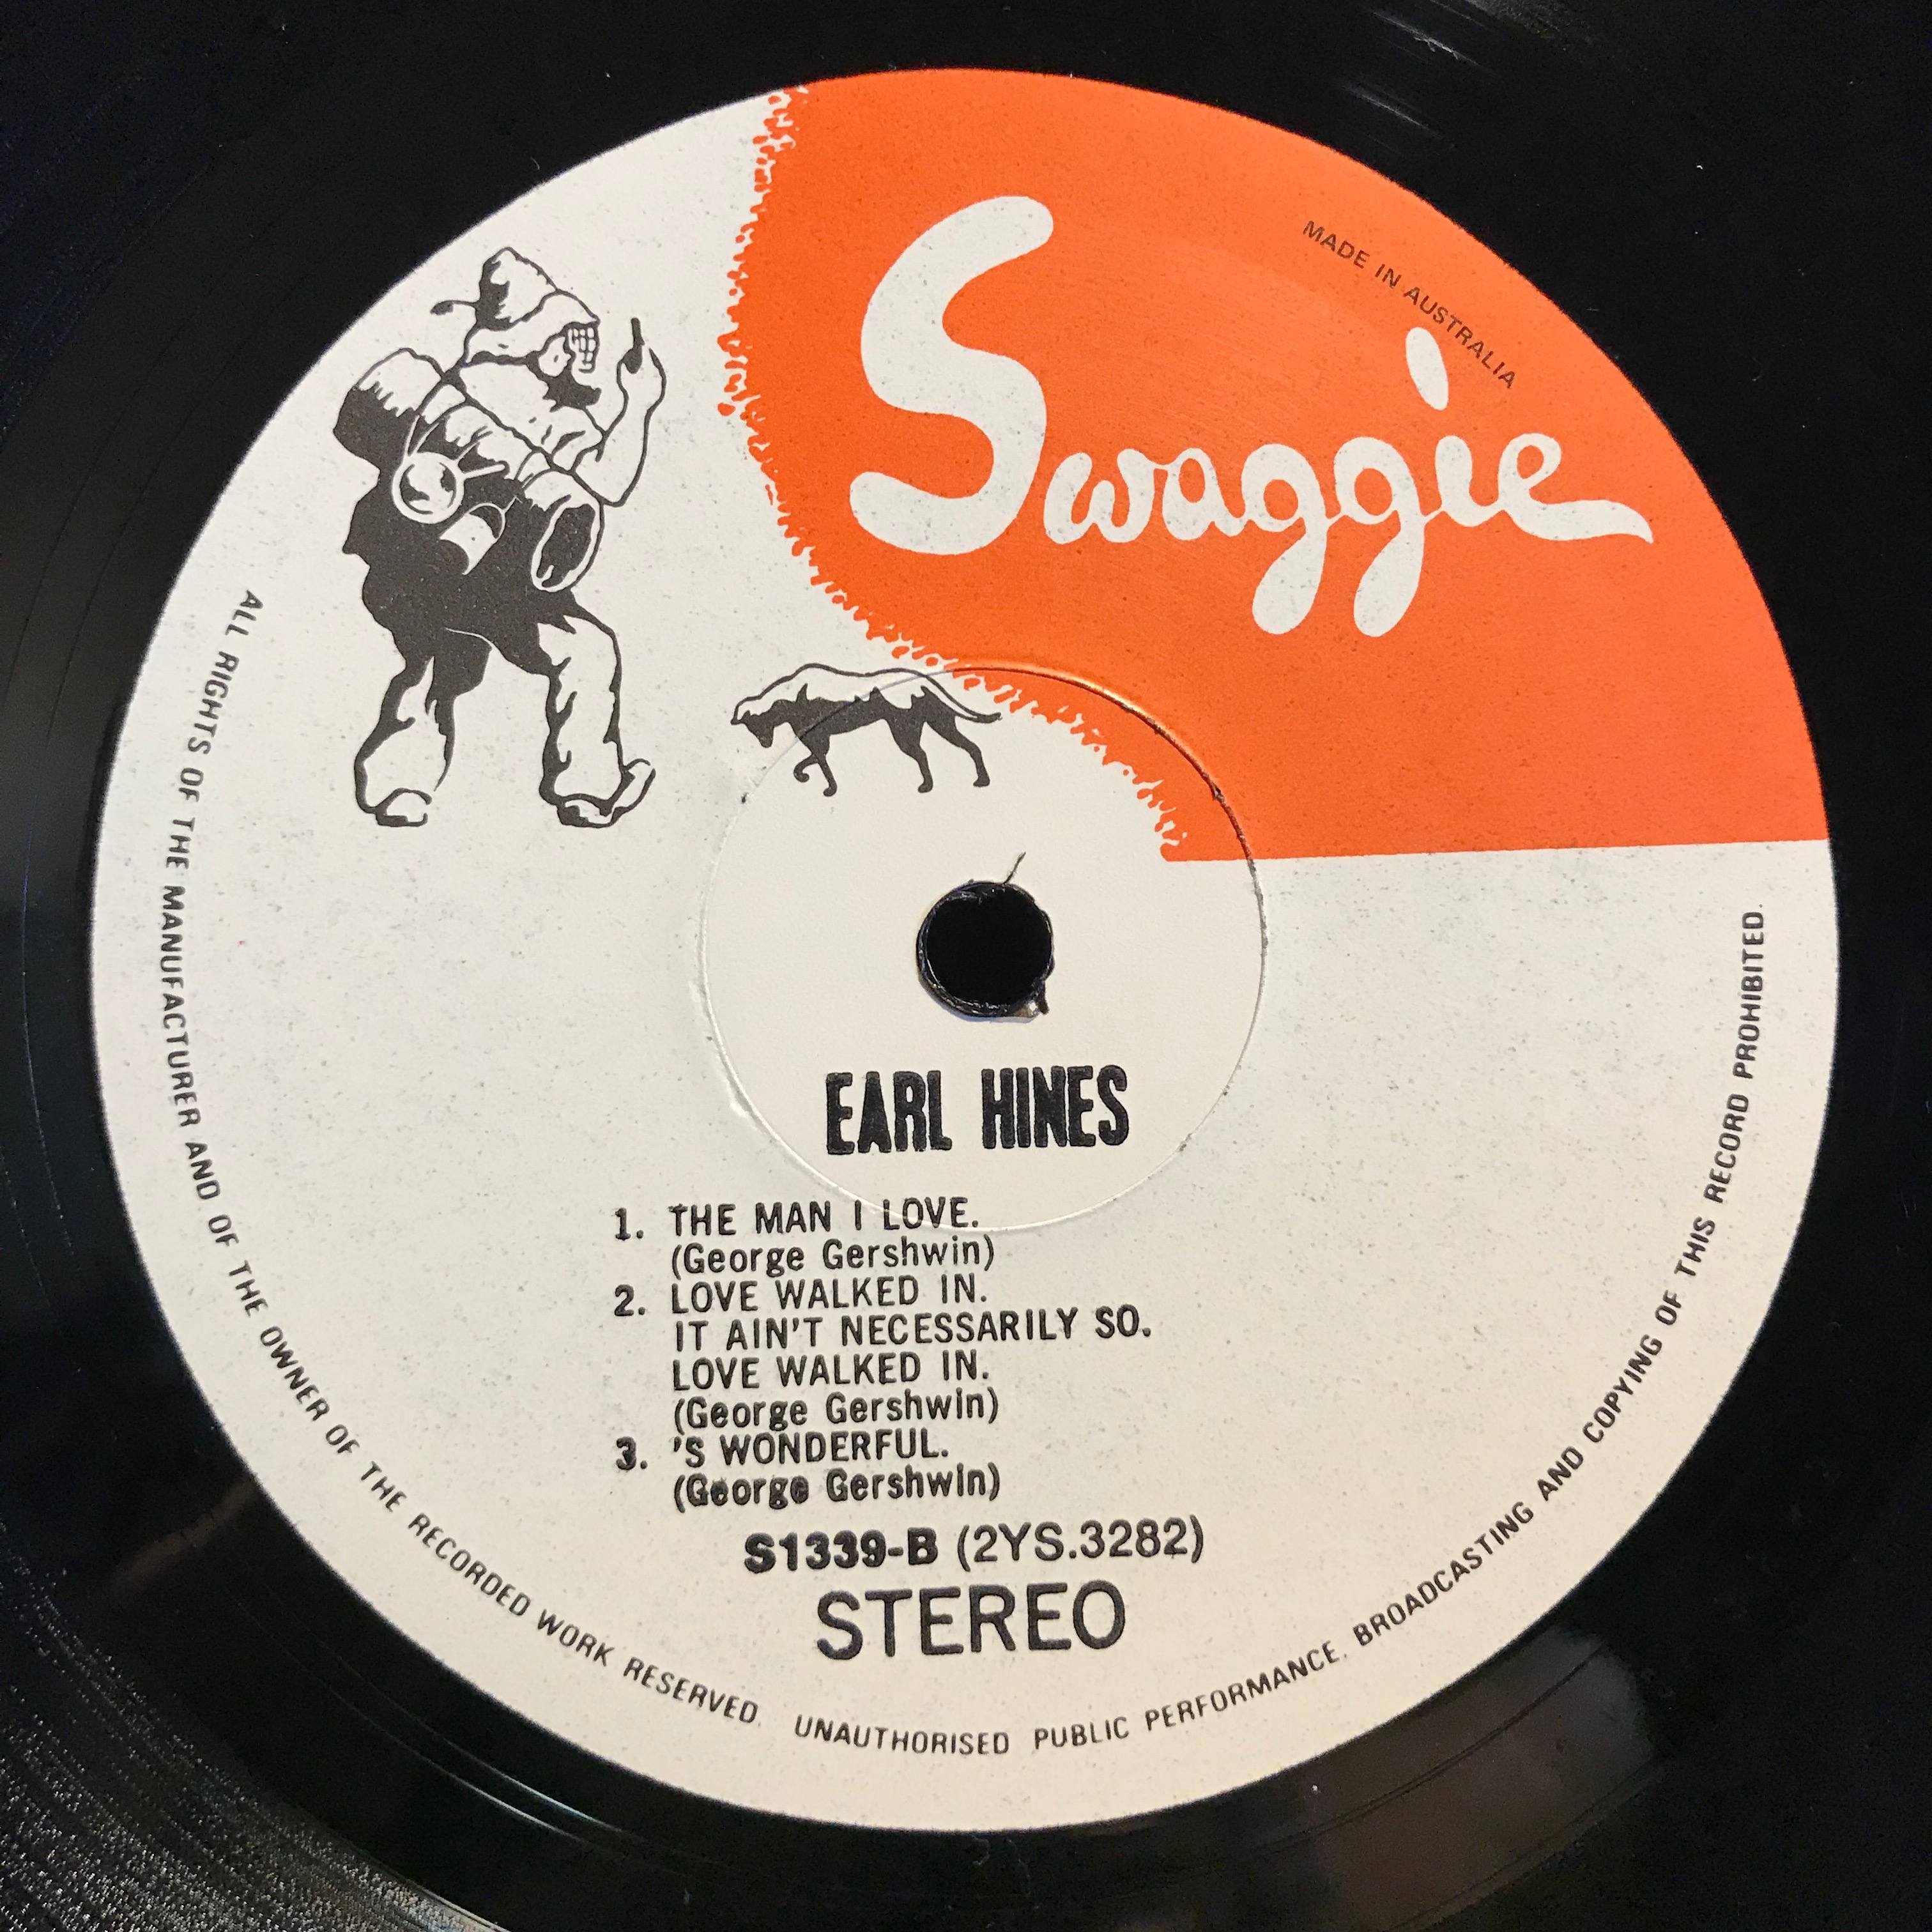 Swaggie
MADE IN AUSTRALIA
EARL HINES
1. THE MAN I LOVE.
(George Gershwin)
2. LOVE WALKED IN.
IT AIN'T NECESSARILY SO.
LOVE WALKED IN.
(George Gershwin)
3. 'S WONDERFUL.
(George Gershwin)
S1339-B (2YS.3282)
STEREO
ALL RIGHTS OF THE MANUFACTURER AND OF THE OWNER OF THE RECORDED WORK RESERVED. UNAUTHORISED PUBLIC PERFORMANCE, BROADCASTING AND COPYING OF THIS RECORD PROHIBITED.